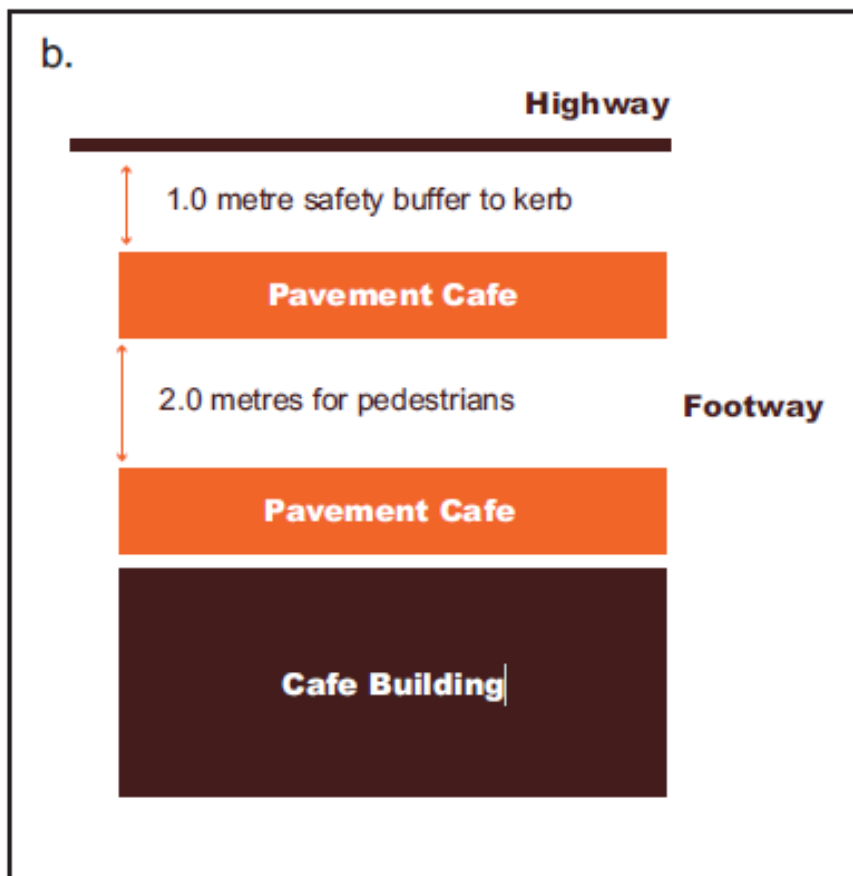 b.
Highway
1.0 metre safety buffer to kerb
Pavement Cafe
2.0 metres for pedestrians
Footway
Pavement Cafe
Cafe Building